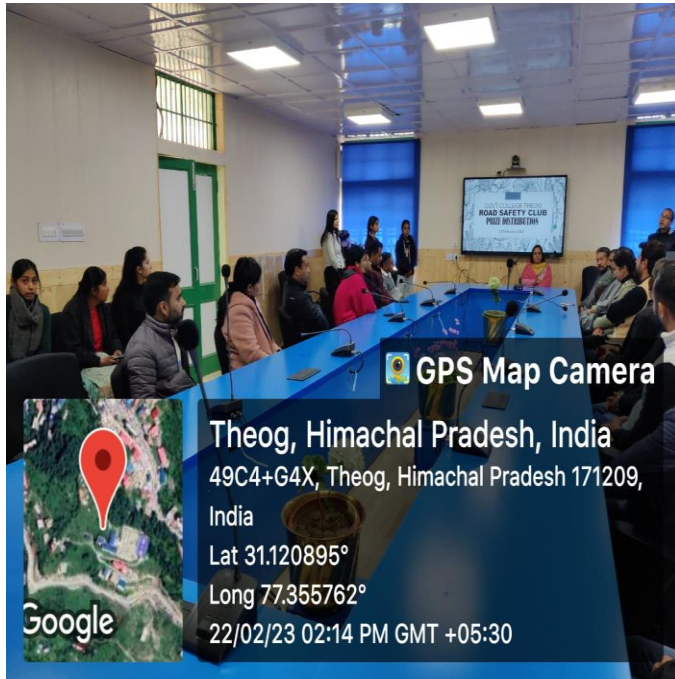 GOVT COLLEGE THEOG
ROAD SAFETY CLUB
PRIZE DISTRIBUTION
GPS Map Camera
Theog, Himachal Pradesh, India
49C4+G4X, Theog, Himachal Pradesh 171209,
India
Lat 31.120895°
Long 77.355762°
22/02/23 02:14 PM GMT +05:30
Google